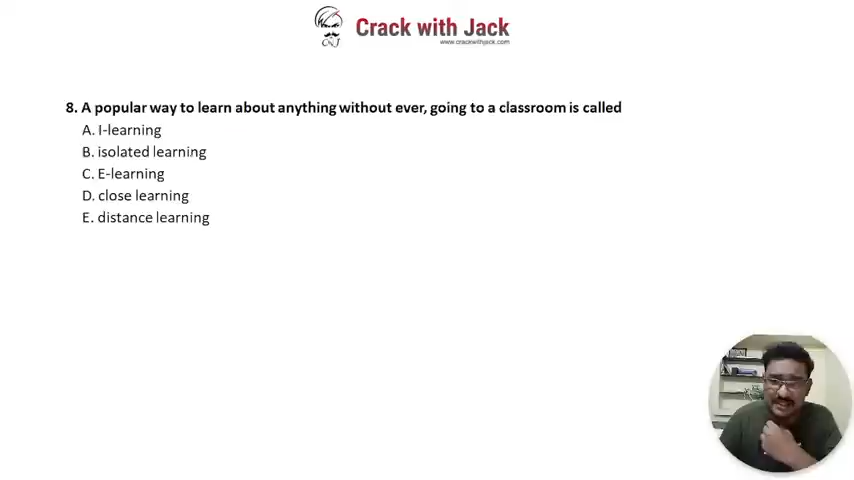 Crack with Jack
www.crackwithjack.com
CwJ
8. A popular way to learn about anything without ever, going to a classroom is called
A. I-learning
B. isolated learning
C. E-learning
D. close learning
E. distance learning